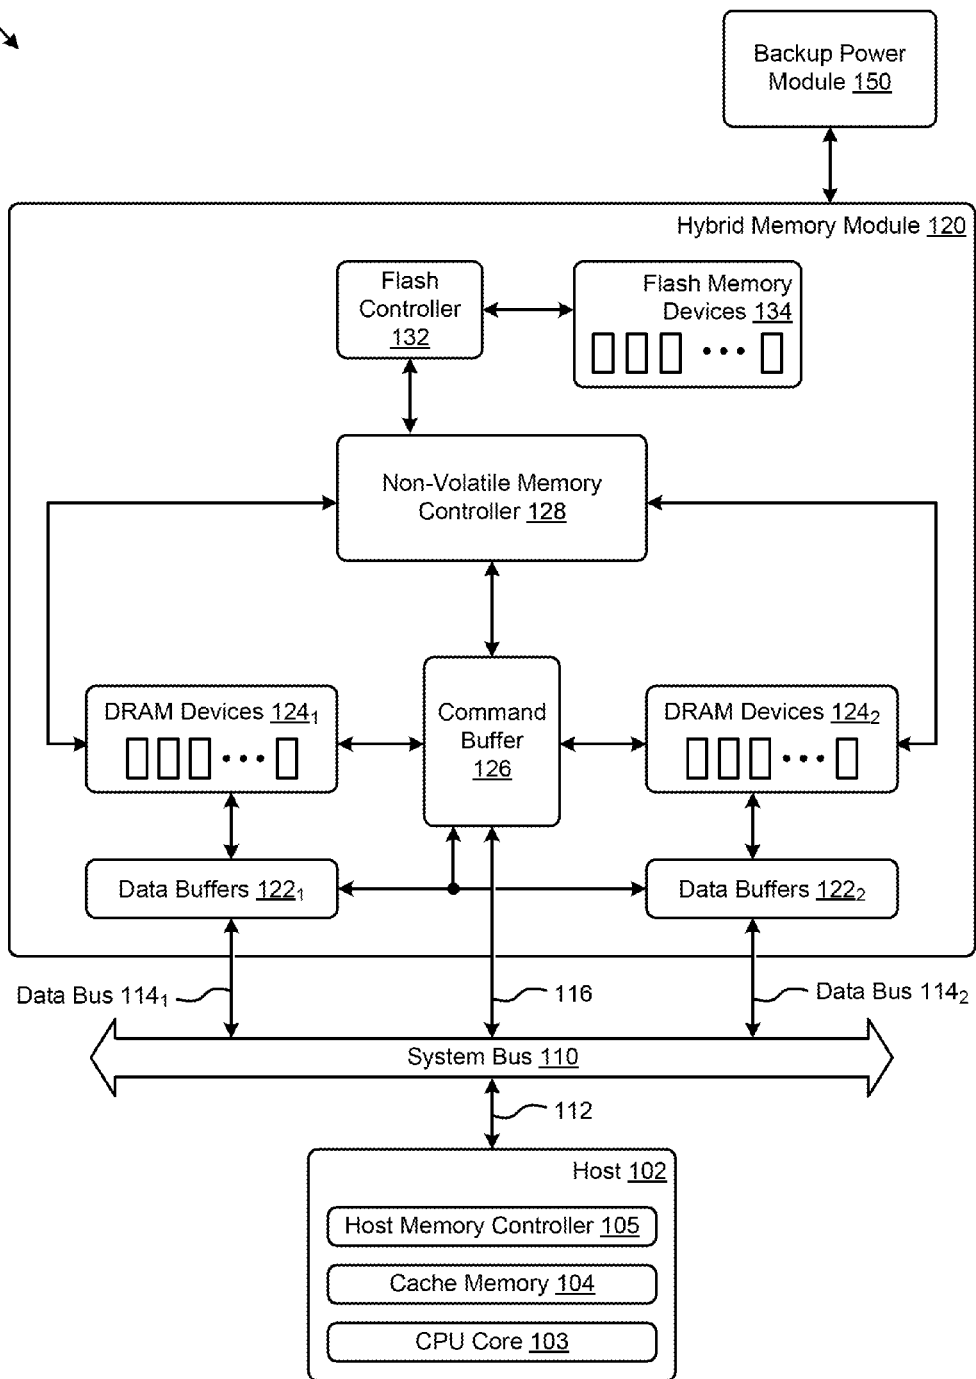 Backup Power
Module 150
Hybrid Memory Module 120
Flash
Controller
132
Flash Memory
Devices 134
Non-Volatile Memory
Controller 128
DRAM Devices 124₁
Command
Buffer
126
DRAM Devices 124₂
Data Buffers 122₁
Data Buffers 122₂
Data Bus 114₁
116
Data Bus 114₂
System Bus 110
112
Host 102
Host Memory Controller 105
Cache Memory 104
CPU Core 103